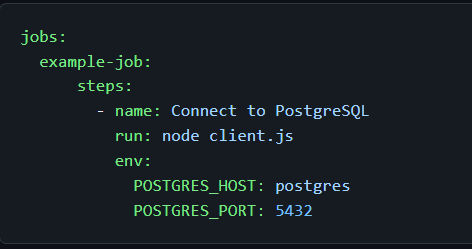 jobs:
  example-job:
      steps:
        - name: Connect to PostgreSQL
          run: node client.js
          env:
            POSTGRES_HOST: postgres
            POSTGRES_PORT: 5432